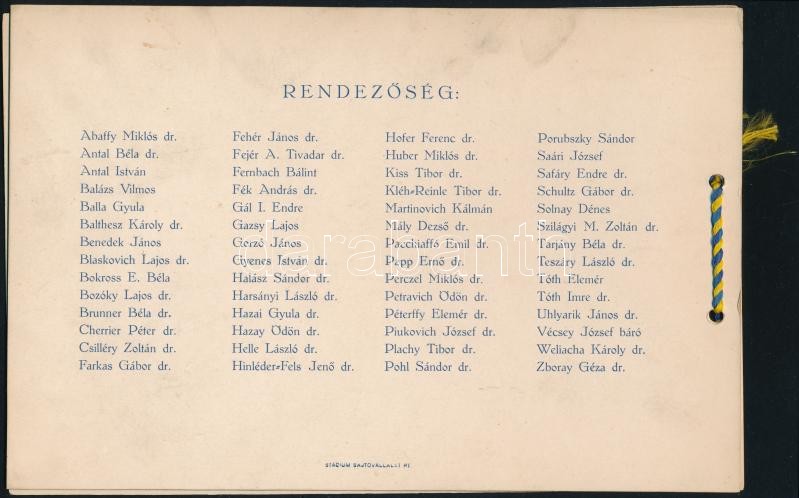 RENDEZŐSÉG:
Abaffy Miklós dr.
Antal Béla dr.
Antal István
Balázs Vilmos
Balla Gyula
Balthesz Károly dr.
Benedek János
Blaskovich Lajos dr.
Bokross E. Béla
Bozóky Lajos dr.
Brunner Béla dr.
Cherrier Péter dr.
Csilléry Zoltán dr.
Farkas Gábor dr.
Fehér János dr.
Fejér A. Tivadar dr.
Fernbach Bálint
Fék András dr.
Gál I. Endre
Gazsy Lajos
Gorzó János
Gyenes István dr.
Halász Sándor dr.
Harsányi László dr.
Hazai Gyula dr.
Hazay Ödön dr.
Helle László dr.
Hinléder-Fels Jenő dr.
Hofer Ferenc dr.
Huber Miklós dr.
Kiss Tibor dr.
Kléh-Reinle Tibor dr.
Martinovich Kálmán
Mály Dezső dr.
Pacchiaffó Emil dr.
Papp Ernő dr.
Perczel Miklós dr.
Petravich Ödön dr.
Péterffy Elemér dr.
Piukovich József dr.
Plachy Tibor dr.
Pohl Sándor dr.
Porubszky Sándor
Saári József
Safáry Endre dr.
Schultz Gábor dr.
Solnay Dénes
Szilágyi M. Zoltán dr.
Tarjány Béla dr.
Teszáry László dr.
Tóth Elemér
Tóth Imre dr.
Uhlyarik János dr.
Vécsey József báró
Weliacha Károly dr.
Zboray Géza dr.
darabanth
STÁDIUM SAJTÓVÁLLALAT RT